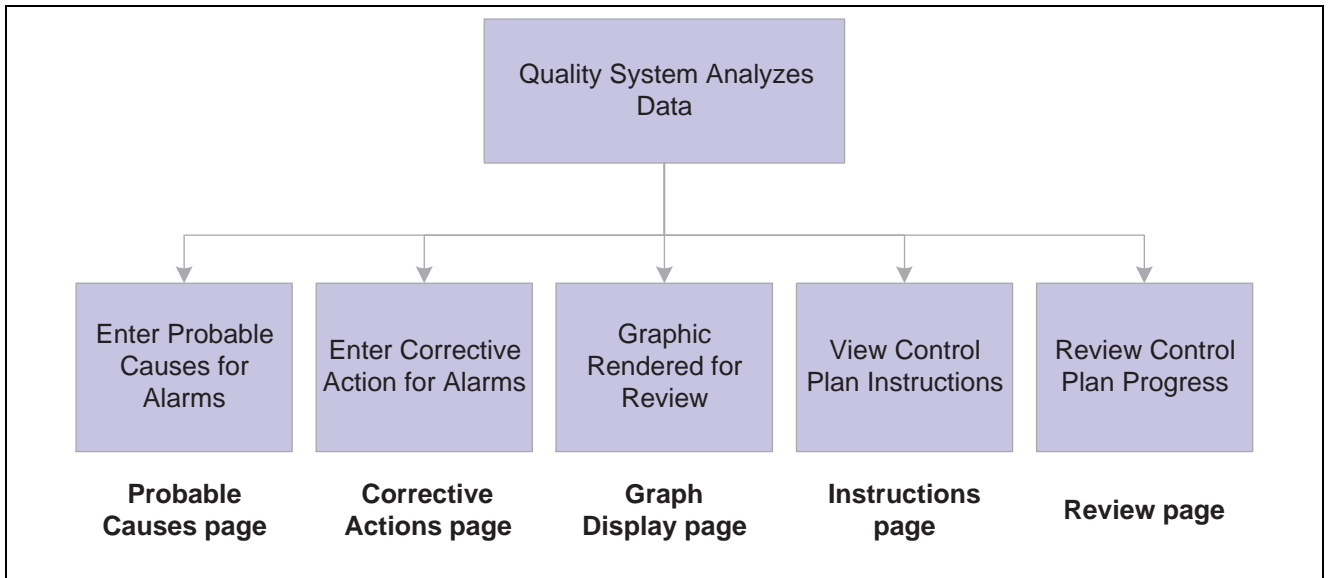 Quality System Analyzes
Data
Enter Probable
Causes for
Alarms
Enter Corrective
Action for Alarms
Graphic
Rendered for
Review
View Control
Plan Instructions
Review Control
Plan Progress
Probable
Causes page
Corrective
Actions page
Graph
Display page
Instructions
page
Review page